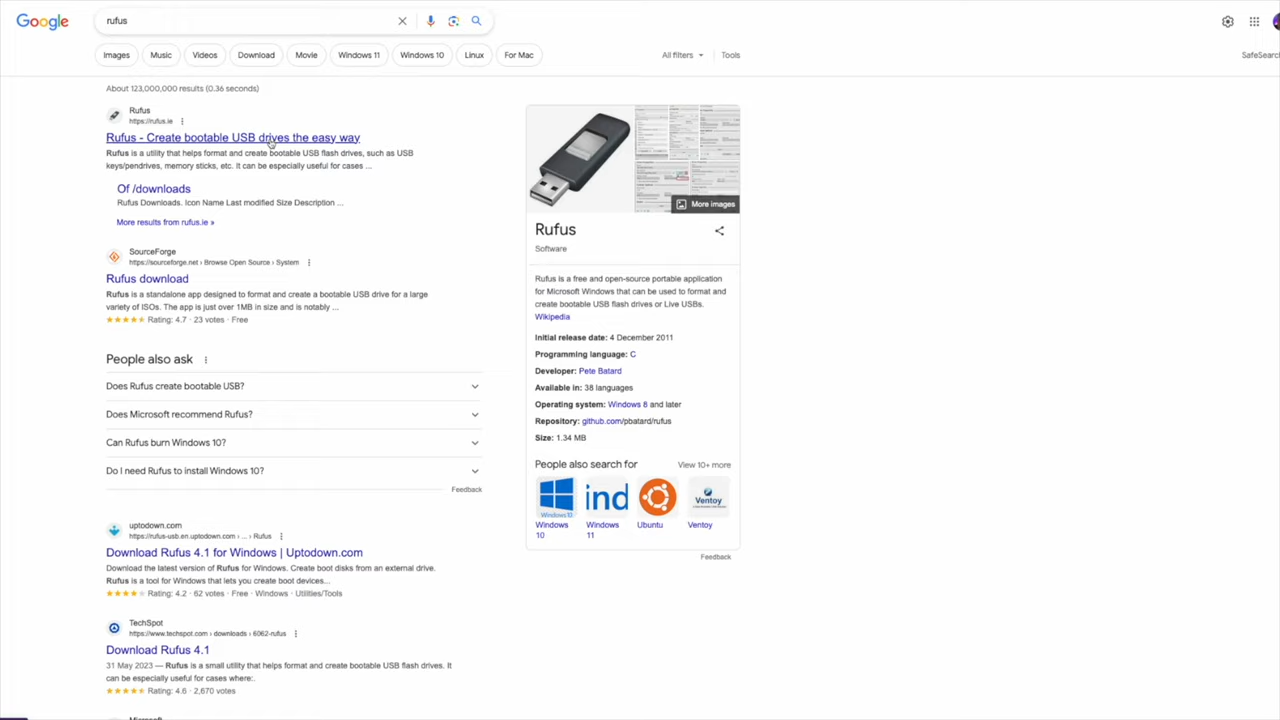 Google
rufus
Images
Music
Videos
Download
Movie
Windows 11
Windows 10
Linux
For Mac
All filters
Tools
SafeSearc
About 123,000,000 results (0.36 seconds)
Rufus
https://rufus.ie
Rufus - Create bootable USB drives the easy way
Rufus is a utility that helps format and create bootable USB flash drives, such as USB
keys/pendrives, memory sticks, etc. It can be especially useful for cases ...
Of /downloads
Rufus Downloads. Icon Name Last modified Size Description ...
More results from rufus.ie »
SourceForge
https://sourceforge.net › Browse Open Source › System
Rufus download
Rufus is a standalone app designed to format and create a bootable USB drive for a large
variety of ISOs. The app is just over 1MB in size and is notably ...
Rating: 4.7 · 23 votes · Free
People also ask
Does Rufus create bootable USB?
Does Microsoft recommend Rufus?
Can Rufus burn Windows 10?
Do I need Rufus to install Windows 10?
Feedback
uptodown.com
https://rufus-usb.en.uptodown.com › ... › Rufus
Download Rufus 4.1 for Windows | Uptodown.com
Download the latest version of Rufus for Windows. Create boot disks from an external drive.
Rufus is a tool for Windows that lets you create boot devices...
Rating: 4.2 · 62 votes · Free · Windows · Utilities/Tools
TechSpot
https://www.techspot.com › downloads › 6062-rufus
Download Rufus 4.1
31 May 2023 — Rufus is a small utility that helps format and create bootable USB flash drives. It
can be especially useful for cases where:.
Rating: 4.6 · 2,670 votes
Microsoft
More images
Rufus
Software
Rufus is a free and open-source portable application
for Microsoft Windows that can be used to format and
create bootable USB flash drives or Live USBs.
Wikipedia
Initial release date: 4 December 2011
Programming language: C
Developer: Pete Batard
Available in: 38 languages
Operating system: Windows 8 and later
Repository: github.com/pbatard/rufus
Size: 1.34 MB
People also search for
View 10+ more
Windows10
ind
Ventoy
Windows 10
Windows 11
Ubuntu
Ventoy
Feedback